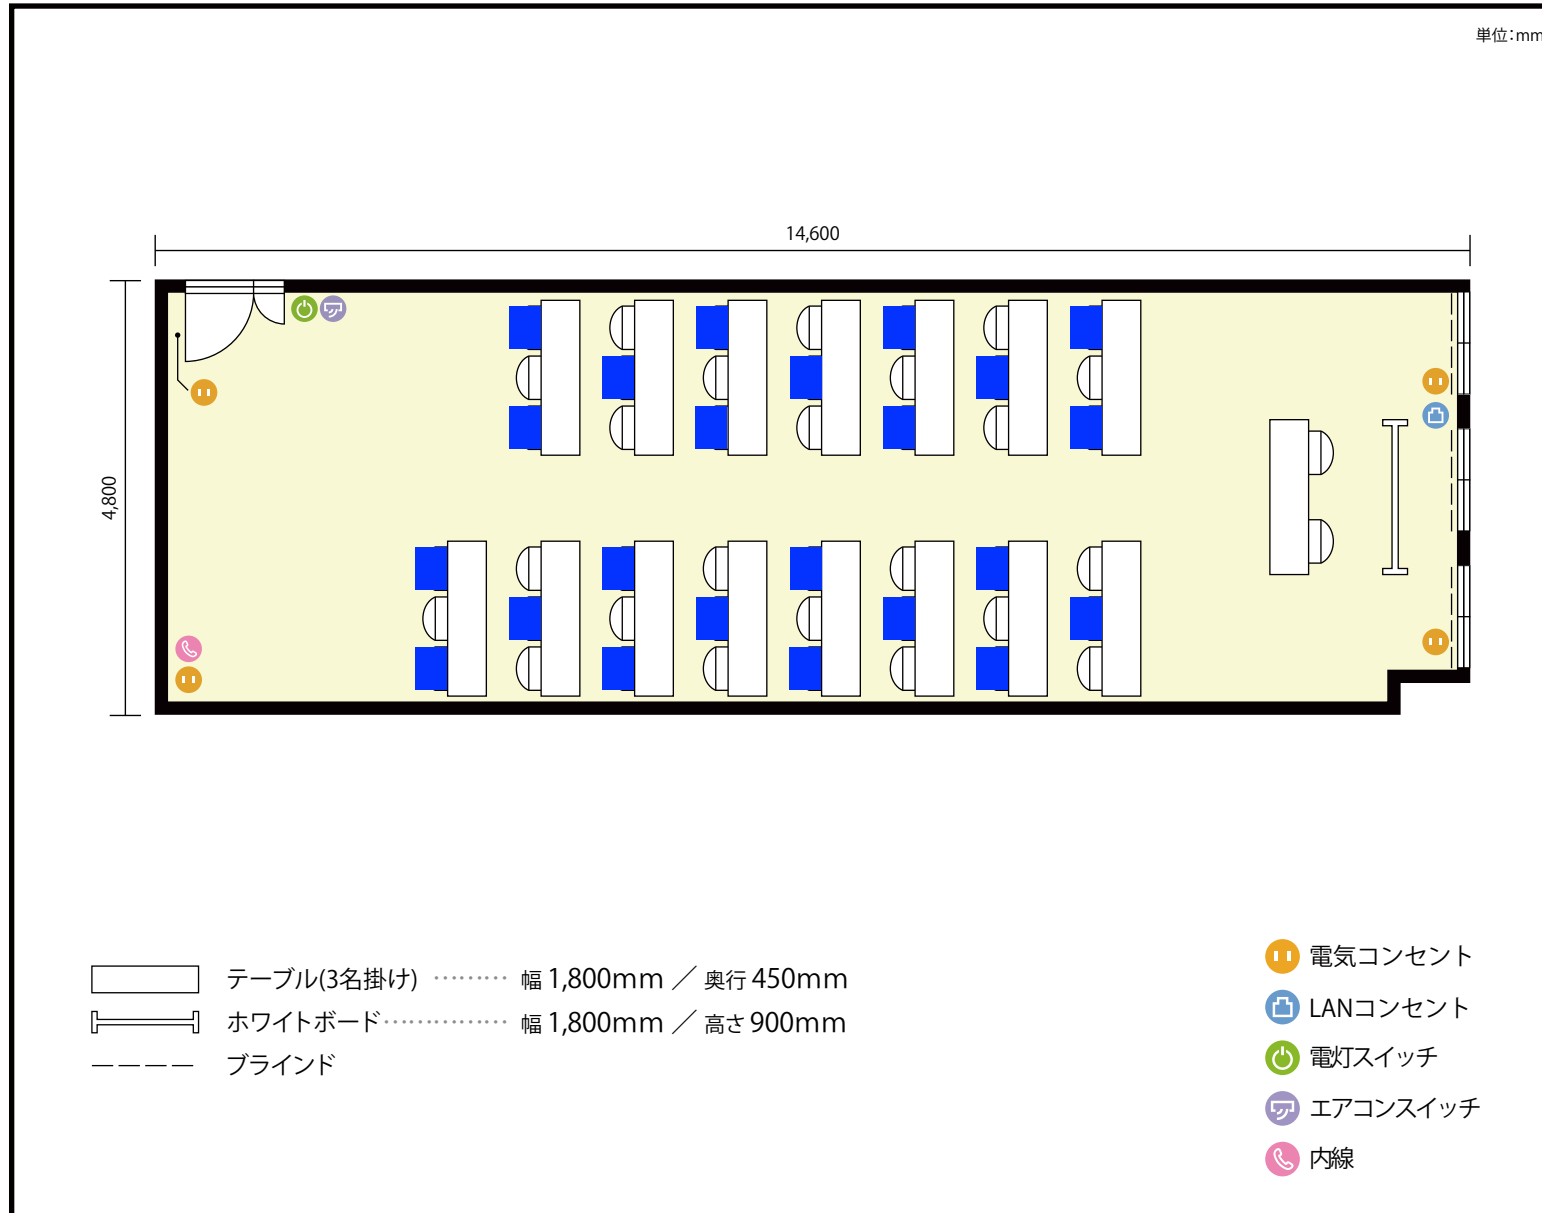 単位:mm
14,600
4,800
テーブル(3名掛け) ……… 幅 1,800mm ／ 奥行 450mm
ホワイトボード…………… 幅 1,800mm ／ 高さ 900mm
ブラインド
電気コンセント
LANコンセント
電灯スイッチ
エアコンスイッチ
内線